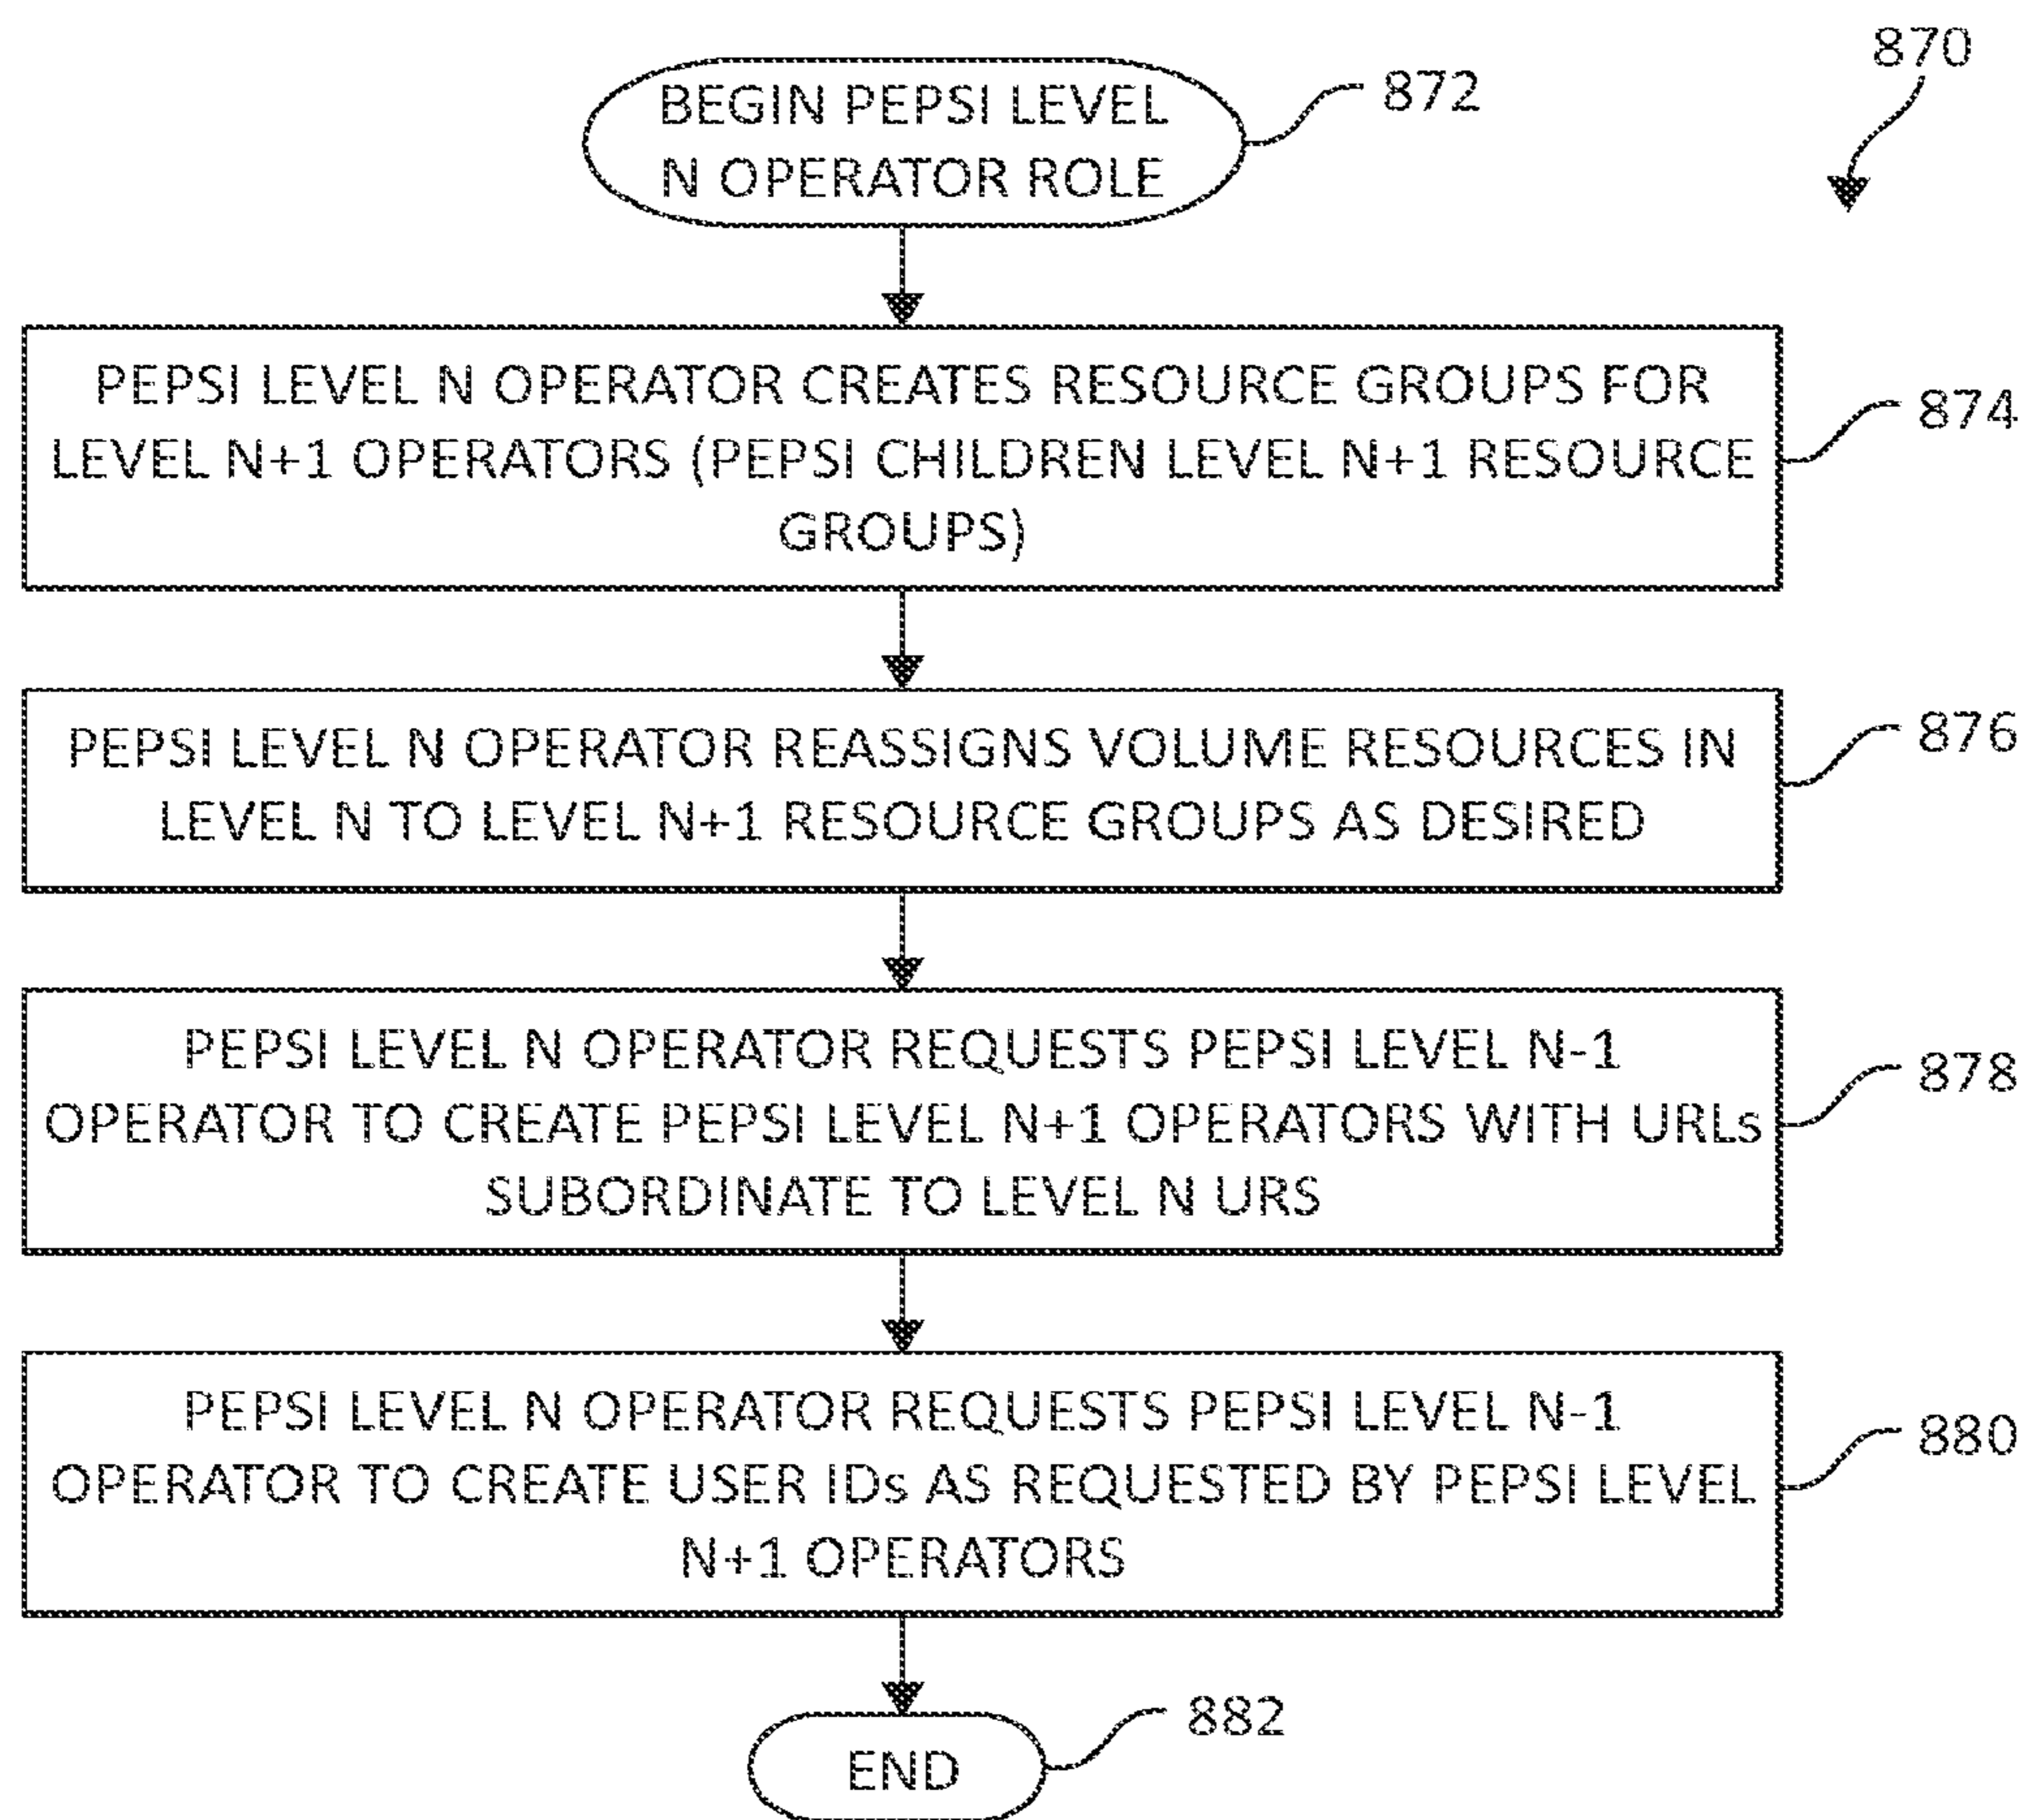 870
BEGIN PEPSI LEVEL
N OPERATOR ROLE
872
PEPSI LEVEL N OPERATOR CREATES RESOURCE GROUPS FOR
LEVEL N+1 OPERATORS (PEPSI CHILDREN LEVEL N+1 RESOURCE
GROUPS)
874
PEPSI LEVEL N OPERATOR REASSIGNS VOLUME RESOURCES IN
LEVEL N TO LEVEL N+1 RESOURCE GROUPS AS DESIRED
876
PEPSI LEVEL N OPERATOR REQUESTS PEPSI LEVEL N-1
OPERATOR TO CREATE PEPSI LEVEL N+1 OPERATORS WITH URLs
SUBORDINATE TO LEVEL N URS
878
PEPSI LEVEL N OPERATOR REQUESTS PEPSI LEVEL N-1
OPERATOR TO CREATE USER IDs AS REQUESTED BY PEPSI LEVEL
N+1 OPERATORS
880
END
882